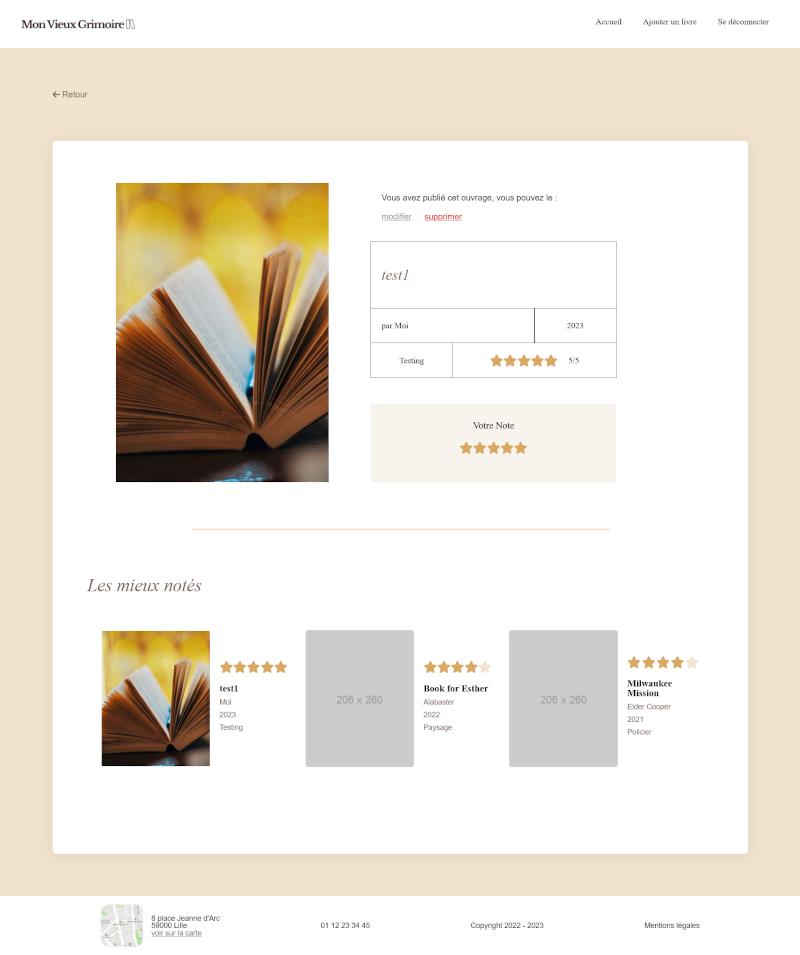 Mon Vieux Grimoire
Accueil Ajouter un livre Se déconnecter
← Retour
Vous avez publié cet ouvrage, vous pouvez le :
modifier supprimer
test1
par Moi 2023
Testing 5/5
Votre Note
Les mieux notés
test1
Moi
2023
Testing
206 x 260
Book for Esther
Alabaster
2022
Paysage
206 x 260
Milwaukee
Mission
Elder Cooper
2021
Policier
8 place Jeanne d'Arc
59000 Lille
voir sur la carte
01 12 23 34 45
Copyright 2022 - 2023
Mentions légales